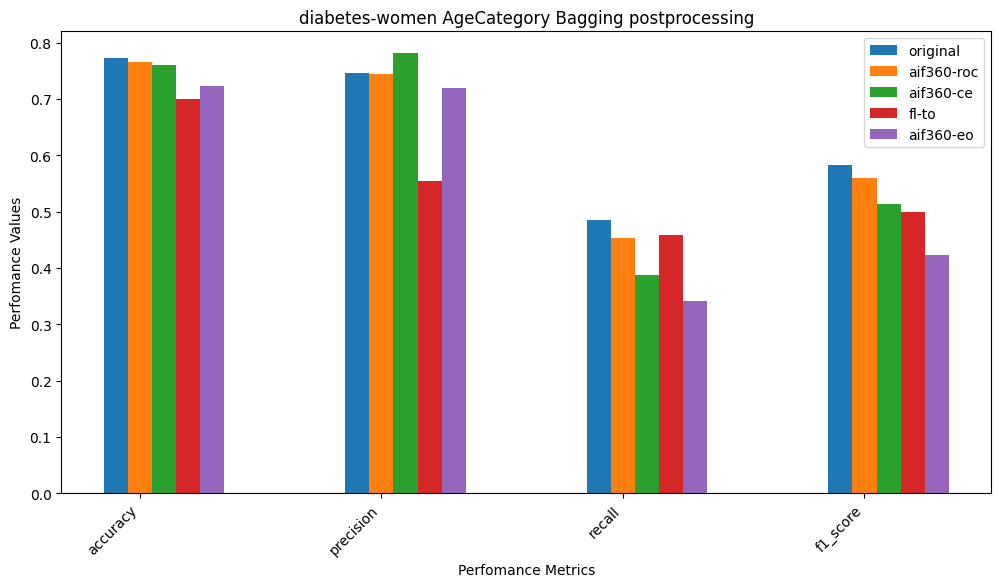 diabetes-women AgeCategory Bagging postprocessing
0.8
0.7
0.6
0.5
0.4
0.3
0.2
0.1
0.0
Perfomance Values
original
aif360-roc
aif360-ce
fl-to
aif360-eo
accuracy
precision
recall
f1_score
Perfomance Metrics